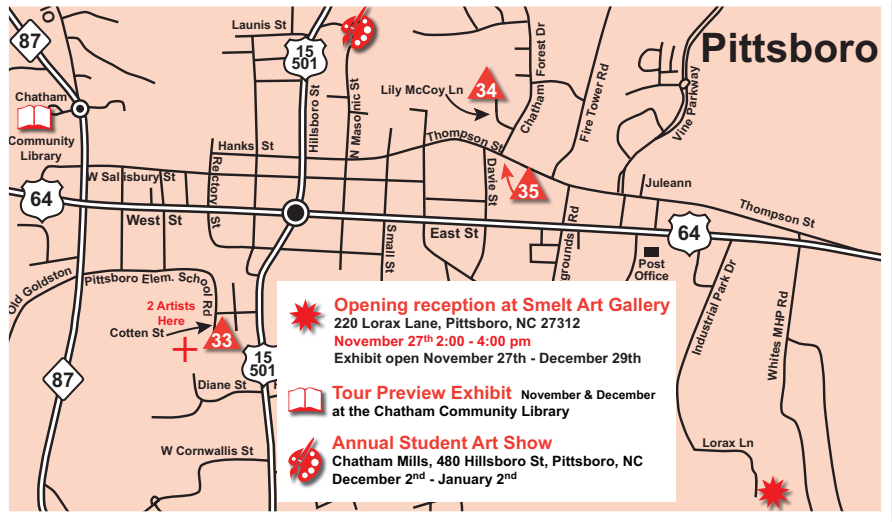 Pittsboro
87
Launis St
15
501
Hillsboro St
N Masonic St
Lily McCoy Ln
34
Chatham Forest Dr
Fire Tower Rd
Vine Parkway
Chatham
Community
Library
Hanks St
Thompson St
W Salisbury St
Rectory St
Davie St
35
Juleann
Thompson St
64
West St
Small St
East St
grounds Rd
64
Post
Office
Old Goldston
Pittsboro Elem. School Rd
2 Artists
Here
Cotten St
33
Industrial Park Dr
Whites MHP Rd
15
501
87
Diane St
W Cornwallis St
Lorax Ln
Opening reception at Smelt Art Gallery
220 Lorax Lane, Pittsboro, NC 27312
November 27th 2:00 - 4:00 pm
Exhibit open November 27th - December 29th
Tour Preview Exhibit November & December
at the Chatham Community Library
Annual Student Art Show
Chatham Mills, 480 Hillsboro St, Pittsboro, NC
December 2nd - January 2nd